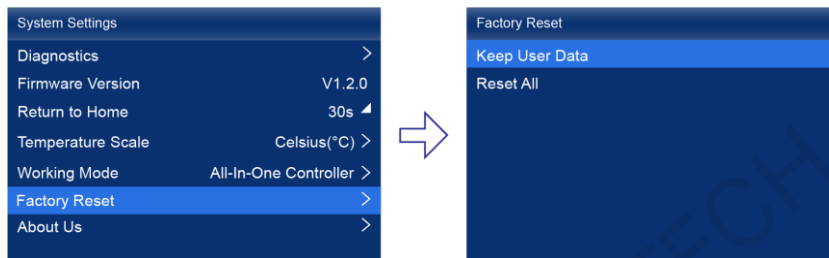 System Settings
Diagnostics >
Firmware Version V1.2.0
Return to Home 30s
Temperature Scale Celsius(°C) >
Working Mode All-In-One Controller >
Factory Reset >
About Us >
Factory Reset
Keep User Data
Reset All
TECH